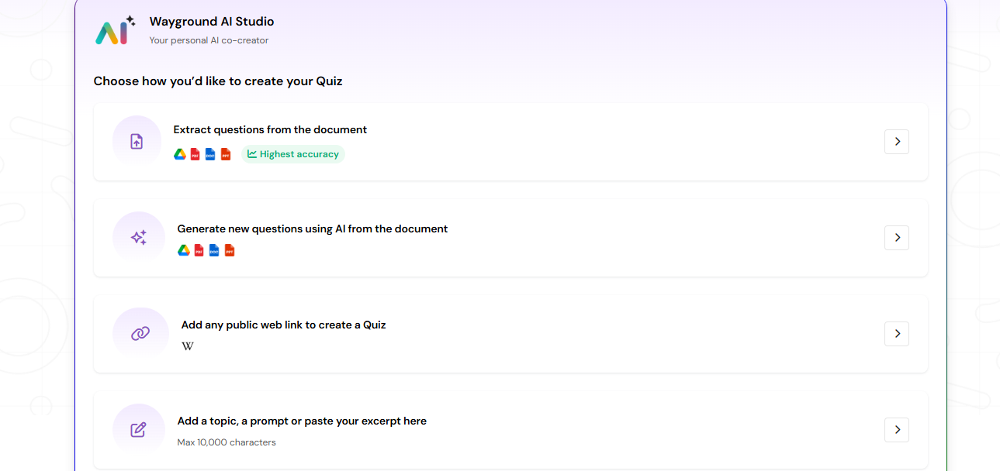 AI
Wayground AI Studio
Your personal AI co-creator
Choose how you’d like to create your Quiz
Extract questions from the document
PDF DOC PPT
Highest accuracy
Generate new questions using AI from the document
PDF DOC PPT
Add any public web link to create a Quiz
W
Add a topic, a prompt or paste your excerpt here
Max 10,000 characters